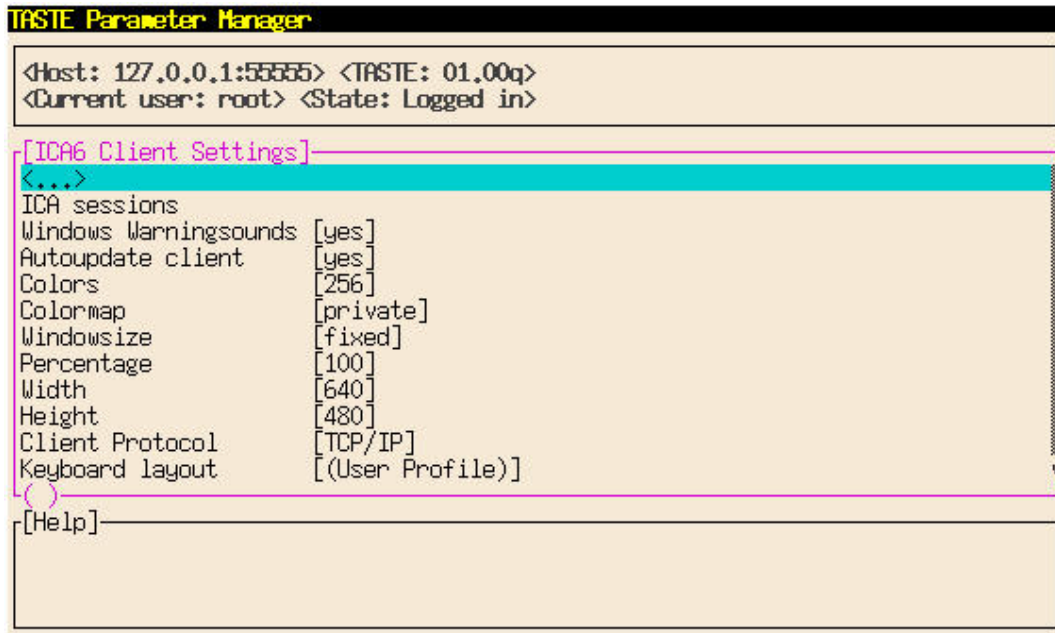 TASTE Parameter Manager
<Host: 127.0.0.1:55555> <TASTE: 01.00q>
<Current user: root> <State: Logged in>
[ICA6 Client Settings]
<...>
ICA sessions
Windows Warningsounds [yes]
Autoupdate client [yes]
Colors [256]
Colormap [private]
Windowsize [fixed]
Percentage [100]
Width [640]
Height [480]
Client Protocol [TCP/IP]
Keyboard layout [(User Profile)]
( )
[Help]